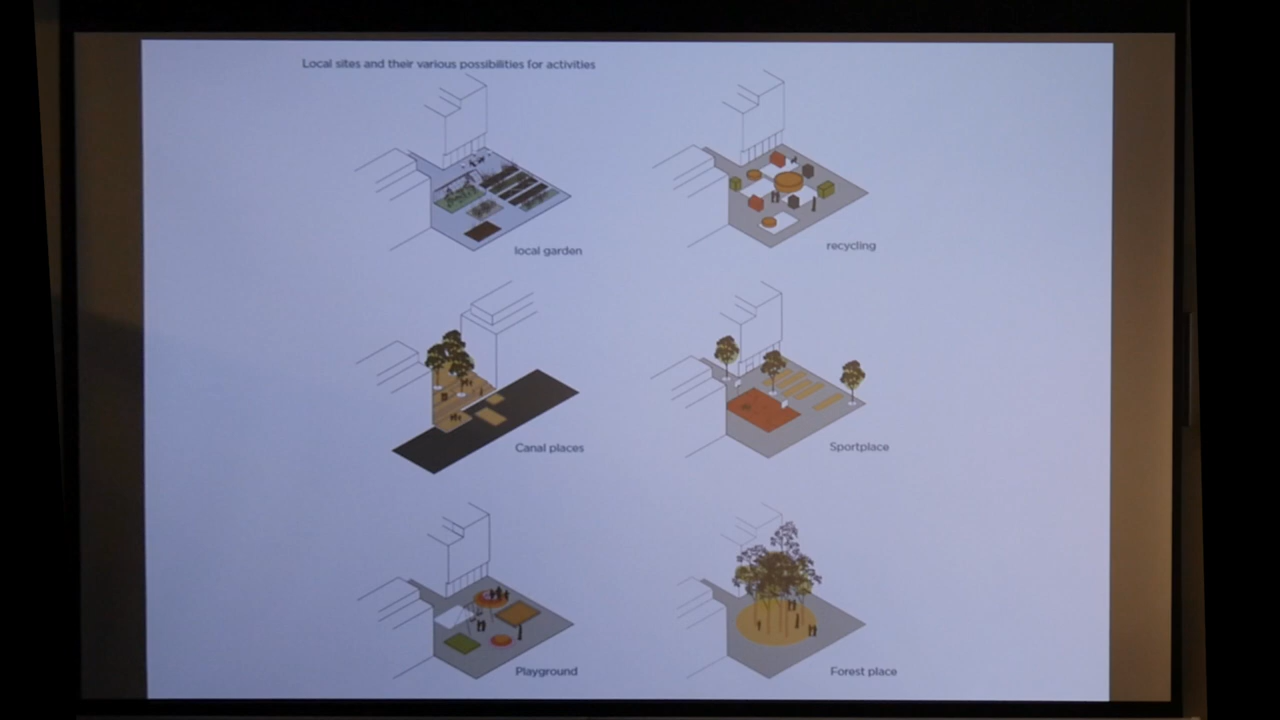 Local sites and their various possibilities for activities
local garden
recycling
Canal places
Sportplace
Playground
Forest place